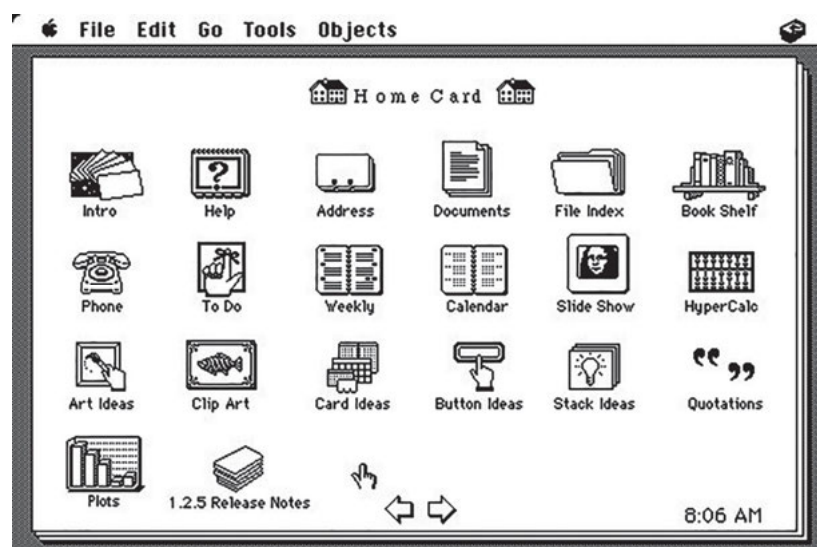 File Edit Go Tools Objects
Home Card
Intro Help Address Documents File Index Book Shelf
Phone To Do Weekly Calendar Slide Show HyperCalc
Art Ideas Clip Art Card Ideas Button Ideas Stack Ideas Quotations
Plots 1.2.5 Release Notes
8:06 AM